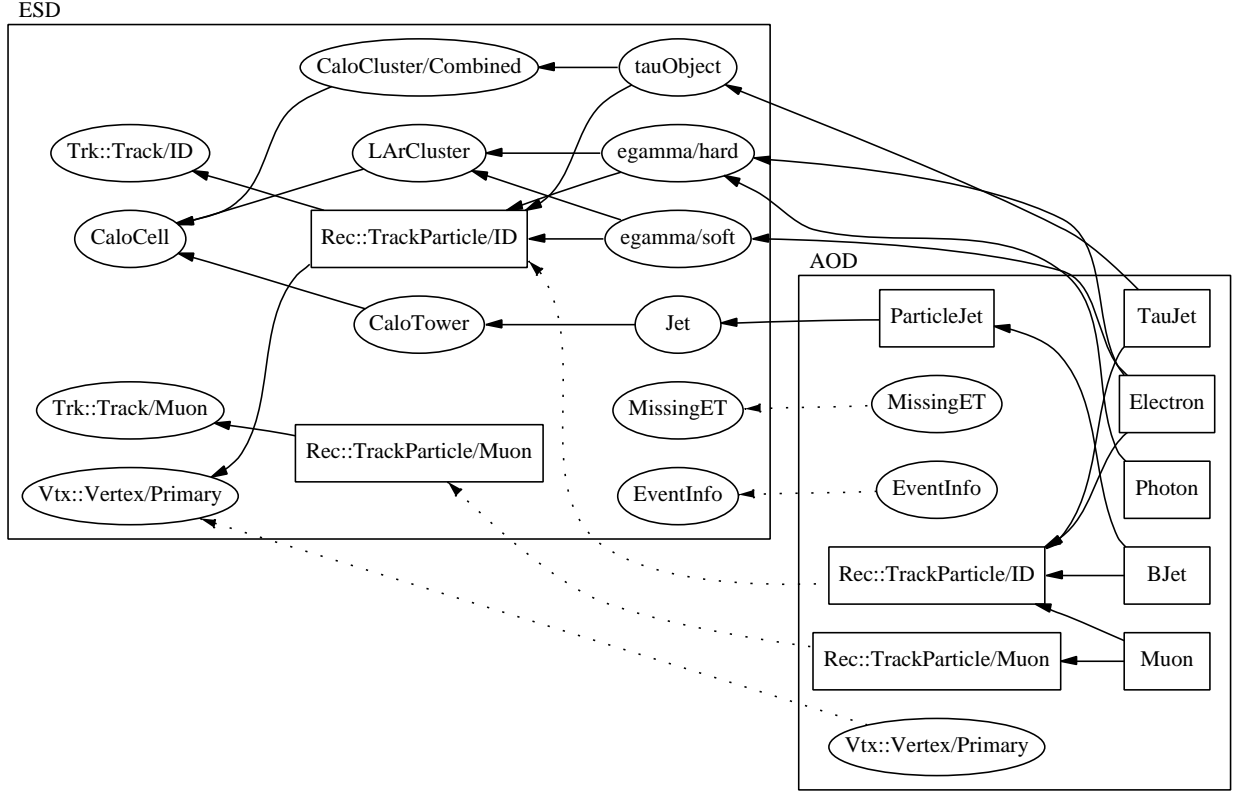 ESD
CaloCluster/Combined
tauObject
Trk::Track/ID
LArCluster
egamma/hard
CaloCell
Rec::TrackParticle/ID
egamma/soft
AOD
CaloTower
Jet
ParticleJet
TauJet
Trk::Track/Muon
MissingET
MissingET
Electron
Rec::TrackParticle/Muon
Vtx::Vertex/Primary
EventInfo
EventInfo
Photon
Rec::TrackParticle/ID
BJet
Rec::TrackParticle/Muon
Muon
Vtx::Vertex/Primary